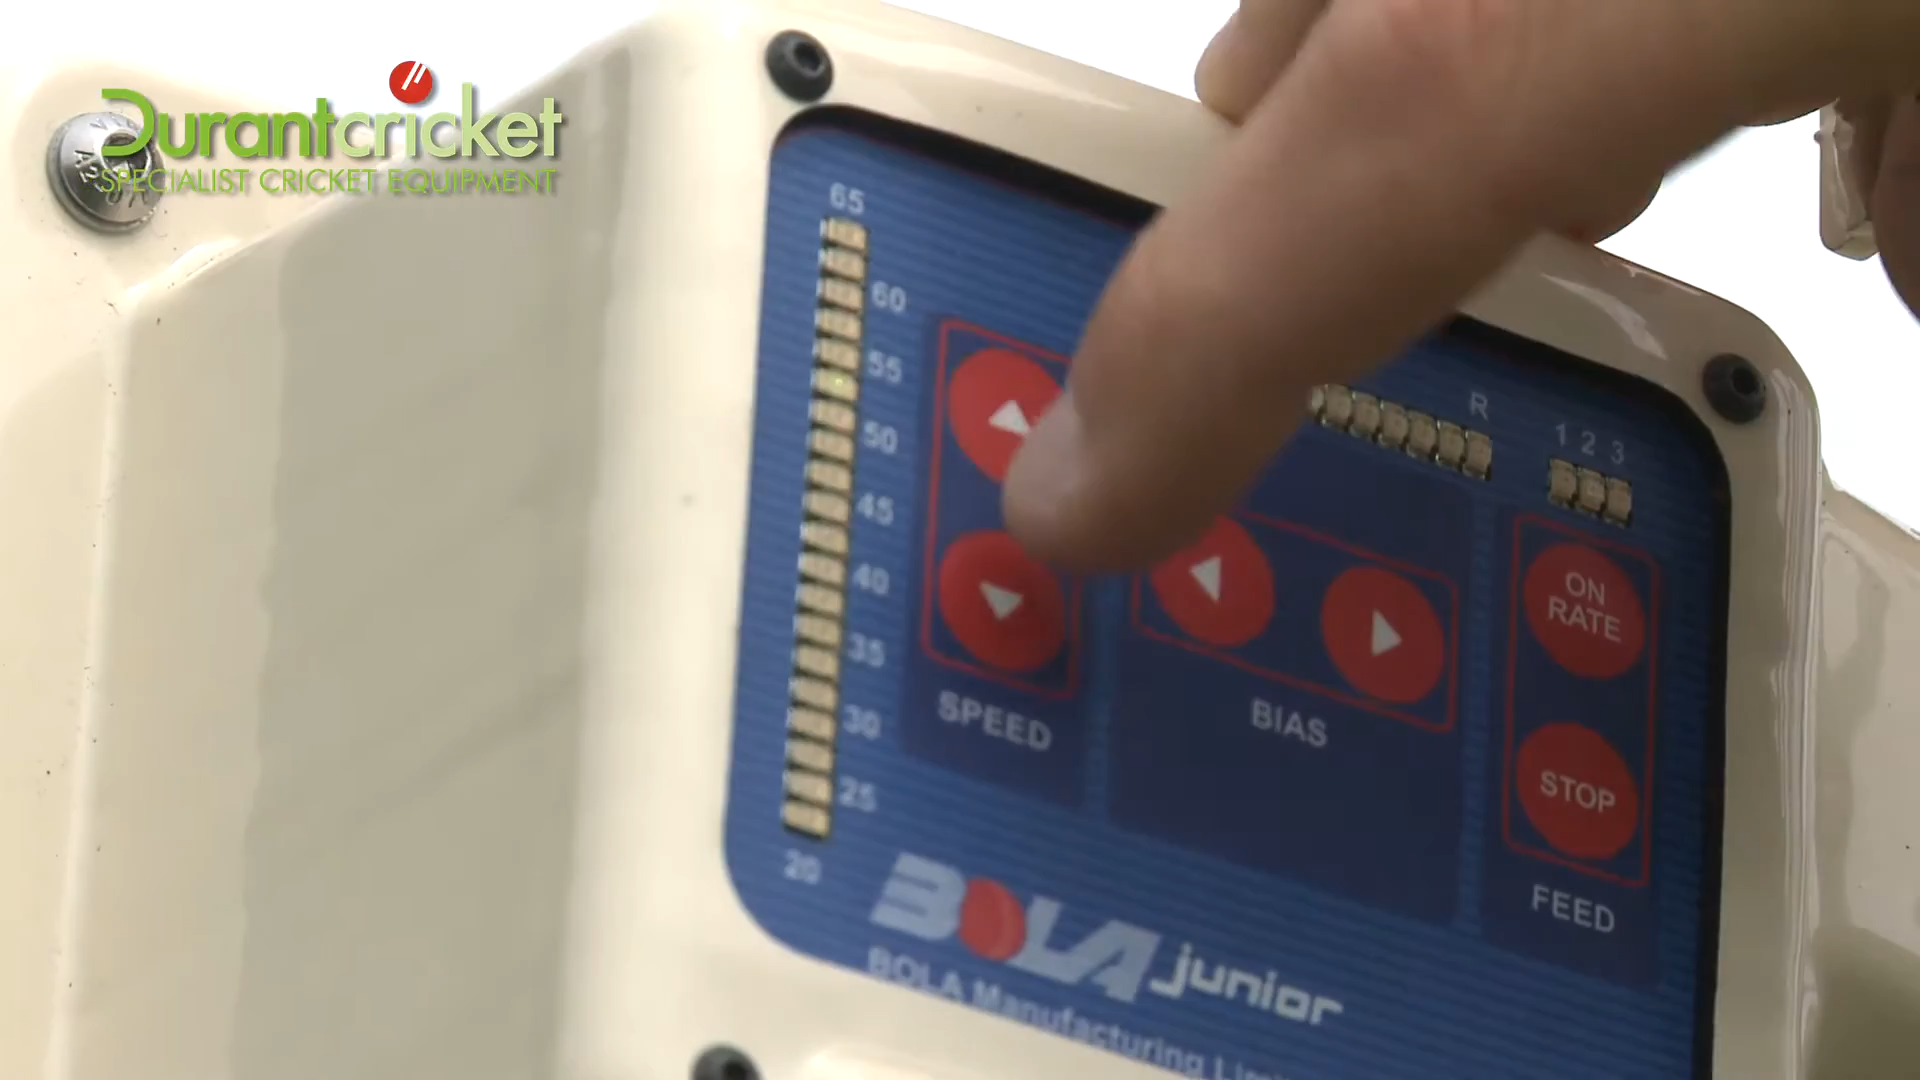 Durantcricket
SPECIALIST CRICKET EQUIPMENT
65
60
55
50
45
40
35
30
25
20
SPEED
BIAS
R
1 2 3
ON
RATE
STOP
FEED
BOLA junior
BOLA Manufacturing